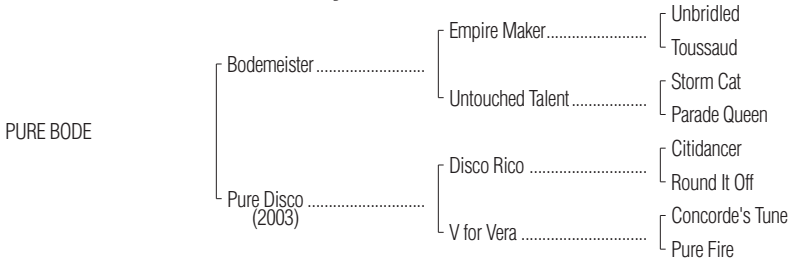 Unbridled
Empire Maker........................
Toussaud
Bodemeister..........................
Storm Cat
Untouched Talent..................
Parade Queen
PURE BODE
Citidancer
Disco Rico ............................
Round It Off
Pure Disco ............................
(2003)
Concorde's Tune
V for Vera ..............................
Pure Fire